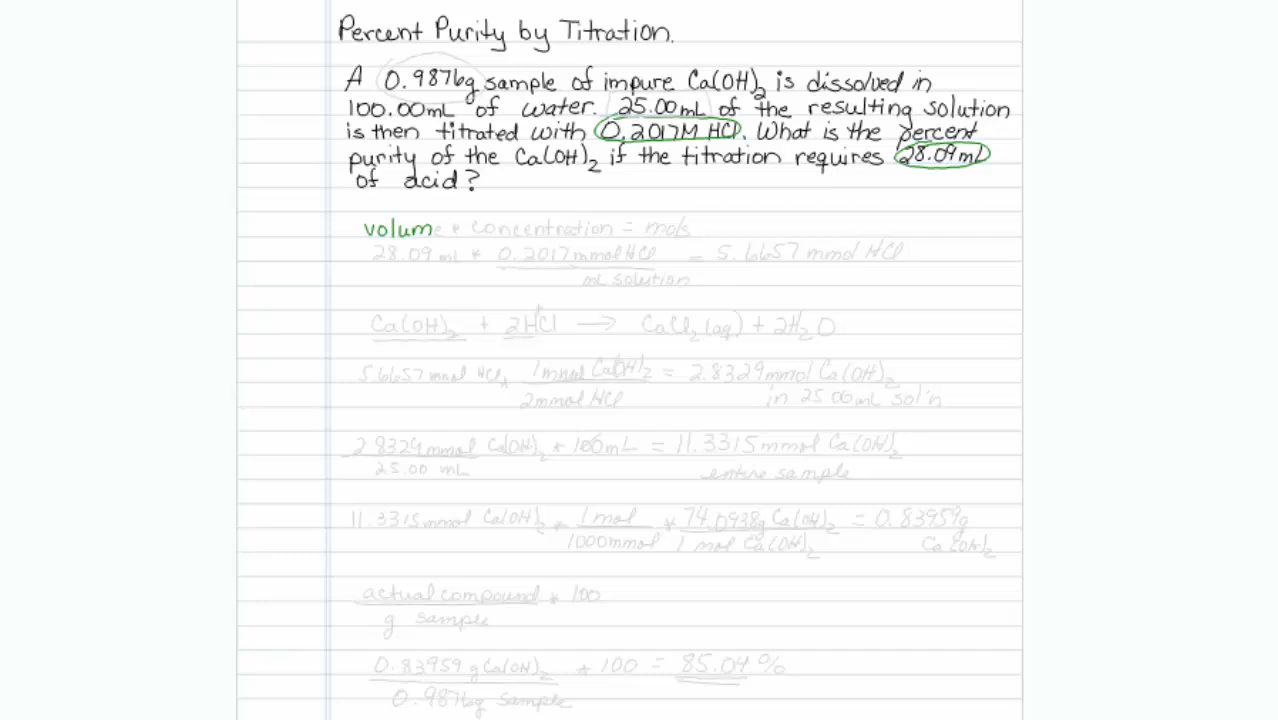 Percent Purity by Titration.
A 0.9876g sample of impure Ca(OH)₂ is dissolved in
100.00mL of water. 25.00mL of the resulting solution
is then titrated with 0.2017M HCl. What is the percent
purity of the Ca(OH)₂ if the titration requires 28.09mL
of acid?
volume * concentration = mols
28.09 mL * 0.2017 mmol HCl = 5.6657 mmol HCl
mL solution
Ca(OH)₂ + 2HCl → CaCl₂(aq) + 2H₂O
5.6657 mmol HCl * 1 mmol Ca(OH)₂ = 2.8329 mmol Ca(OH)₂
2 mmol HCl in 25.00 mL sol'n
2.8329 mmol Ca(OH)₂ * 100mL = 11.3315 mmol Ca(OH)₂
25.00 mL entire sample
11.3315 mmol Ca(OH)₂ * 1 mol * 74.0938g Ca(OH)₂ = 0.83959g
1000mmol 1 mol Ca(OH)₂ Ca(OH)₂
actual compound * 100
g sample
0.83959 g Ca(OH)₂ * 100 = 85.04 %
0.9876g sample